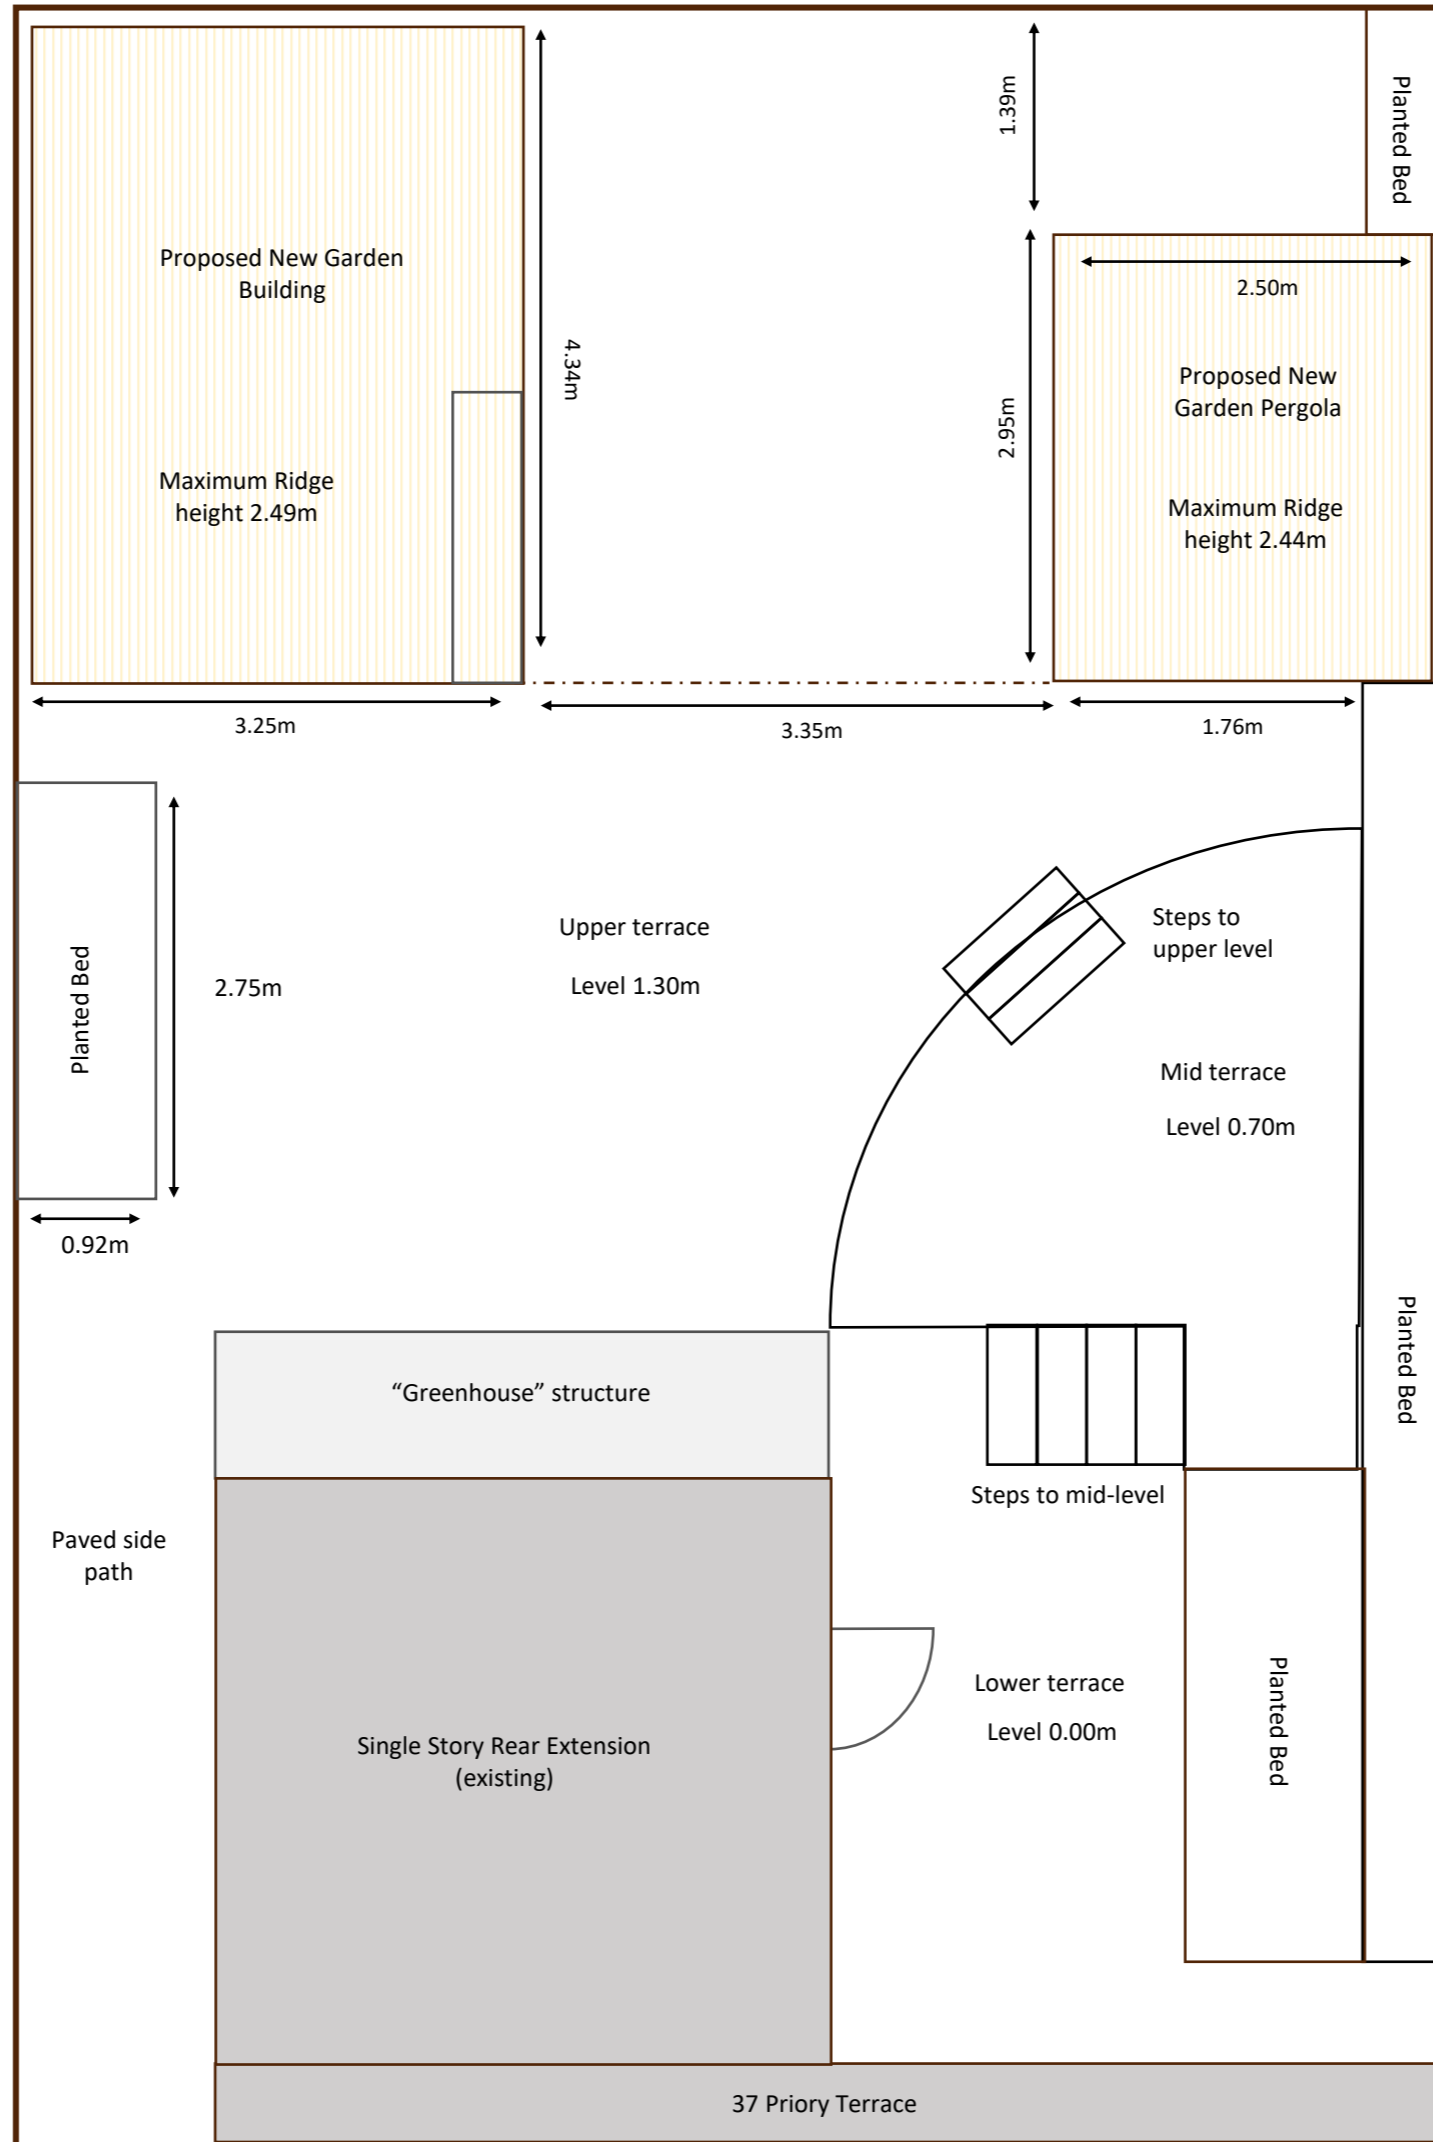 1.39m
Planted Bed
Proposed New Garden
Building
2.50m
4.34m
Proposed New
Garden Pergola
2.95m
Maximum Ridge
height 2.49m
Maximum Ridge
height 2.44m
3.25m
3.35m
1.76m
Upper terrace
Level 1.30m
Steps to
upper level
Planted Bed
2.75m
Mid terrace
Level 0.70m
0.92m
Planted Bed
“Greenhouse” structure
Steps to mid-level
Paved side
path
Lower terrace
Level 0.00m
Planted Bed
Single Story Rear Extension
(existing)
37 Priory Terrace